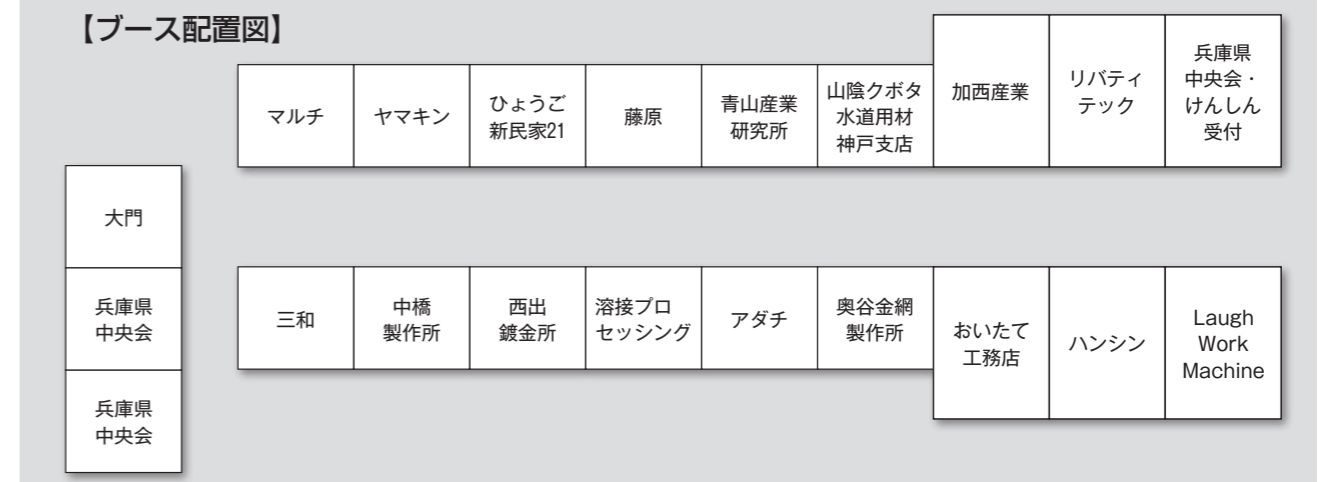 【ブース配置図】
マルチ
ヤマキン
ひょうご
新民家21
藤原
青山産業
研究所
山陰クボタ
水道用材
神戸支店
加西産業
リバティ
テック
兵庫県
中央会・
けんしん
受付
大門
兵庫県
中央会
兵庫県
中央会
三和
中橋
製作所
西出
鍍金所
溶接プロ
セッシング
アダチ
奥谷金網
製作所
おいたて
工務店
ハンシン
Laugh
Work
Machine